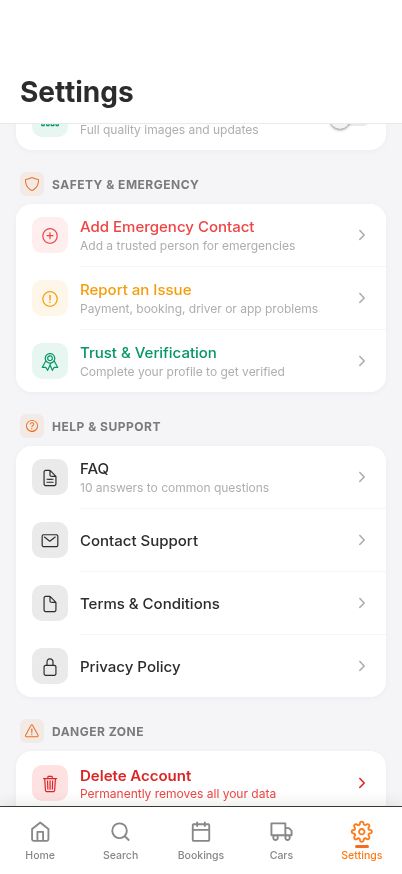 Settings
Full quality images and updates
SAFETY & EMERGENCY
Add Emergency Contact
Add a trusted person for emergencies
Report an Issue
Payment, booking, driver or app problems
Trust & Verification
Complete your profile to get verified
HELP & SUPPORT
FAQ
10 answers to common questions
Contact Support
Terms & Conditions
Privacy Policy
DANGER ZONE
Delete Account
Permanently removes all your data
Home
Search
Bookings
Cars
Settings